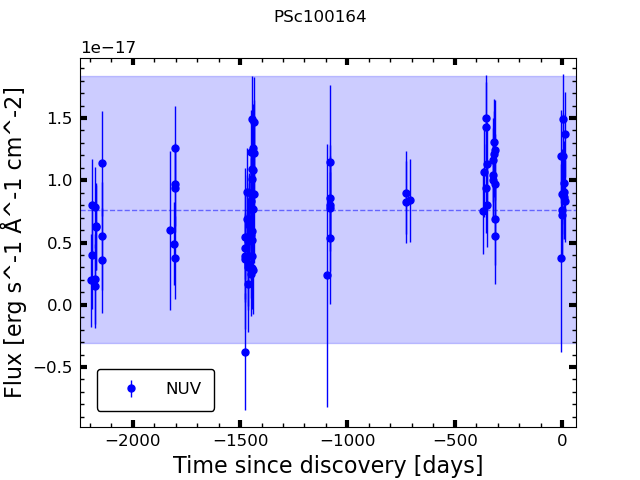 PSc100164
1e−17
Flux [erg s^-1 Å^-1 cm^-2]
1.5
1.0
0.5
0.0
−0.5
NUV
−2000 −1500 −1000 −500 0
Time since discovery [days]